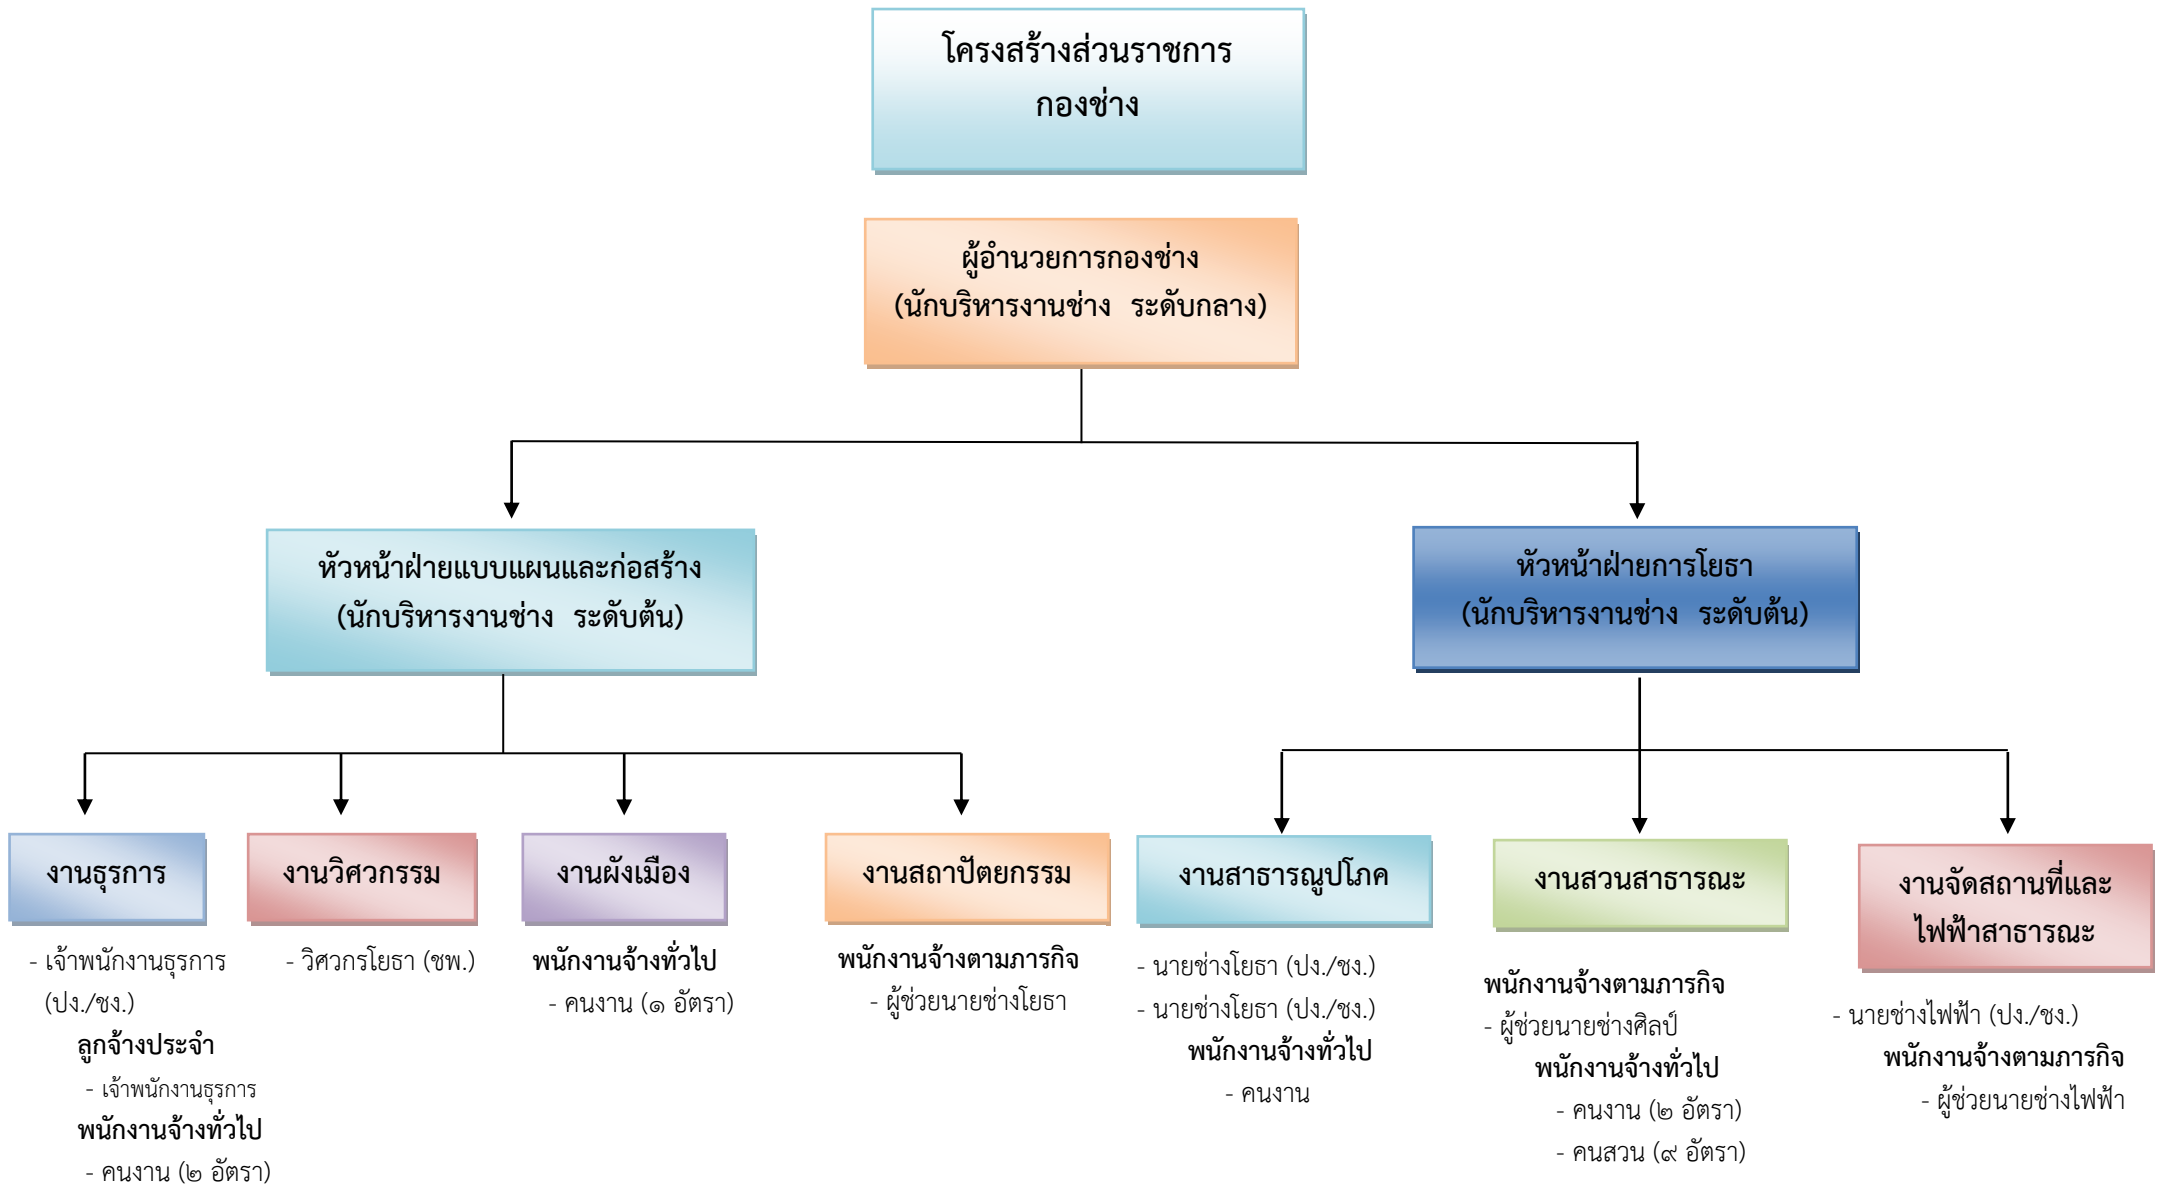 โครงสร้างส่วนราชการ
กองช่าง
ผู้อำนวยการกองช่าง
(นักบริหารงานช่าง ระดับกลาง)
หัวหน้าฝ่ายแบบแผนและก่อสร้าง
(นักบริหารงานช่าง ระดับต้น)
หัวหน้าฝ่ายการโยธา
(นักบริหารงานช่าง ระดับต้น)
งานธุรการ
- เจ้าพนักงานธุรการ
(ปง./ชง.)
ลูกจ้างประจำ
- เจ้าพนักงานธุรการ
พนักงานจ้างทั่วไป
- คนงาน (๒ อัตรา)
งานวิศวกรรม
- วิศวกรโยธา (ชพ.)
งานผังเมือง
พนักงานจ้างทั่วไป
- คนงาน (๑ อัตรา)
งานสถาปัตยกรรม
พนักงานจ้างตามภารกิจ
- ผู้ช่วยนายช่างโยธา
งานสาธารณูปโภค
- นายช่างโยธา (ปง./ชง.)
- นายช่างโยธา (ปง./ชง.)
พนักงานจ้างทั่วไป
- คนงาน
งานสวนสาธารณะ
พนักงานจ้างตามภารกิจ
- ผู้ช่วยนายช่างศิลป์
พนักงานจ้างทั่วไป
- คนงาน (๒ อัตรา)
- คนสวน (๙ อัตรา)
งานจัดสถานที่และ
ไฟฟ้าสาธารณะ
- นายช่างไฟฟ้า (ปง./ชง.)
พนักงานจ้างตามภารกิจ
- ผู้ช่วยนายช่างไฟฟ้า